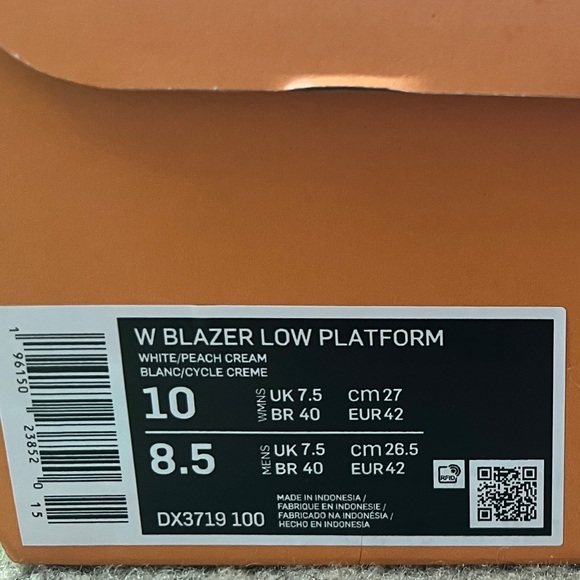 W BLAZER LOW PLATFORM
WHITE/PEACH CREAM
BLANC/CYCLE CREME
10 WMNS UK 7.5 cm 27
BR 40 EUR 42
8.5 MENS UK 7.5 cm 26.5
BR 40 EUR 42
RFID
DX3719 100
MADE IN INDONESIA /
FABRIQUE EN INDONESIE /
FABRICADO NA INDONÉSIA /
HECHO EN INDONESIA
1 96150 23852 0 15